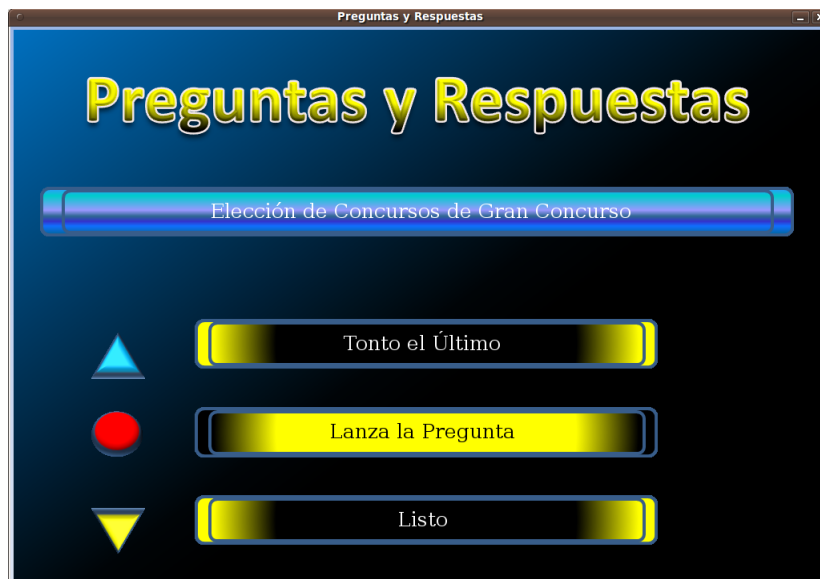 Preguntas y Respuestas
Preguntas y Respuestas
Elección de Concursos de Gran Concurso
Tonto el Último
Lanza la Pregunta
Listo